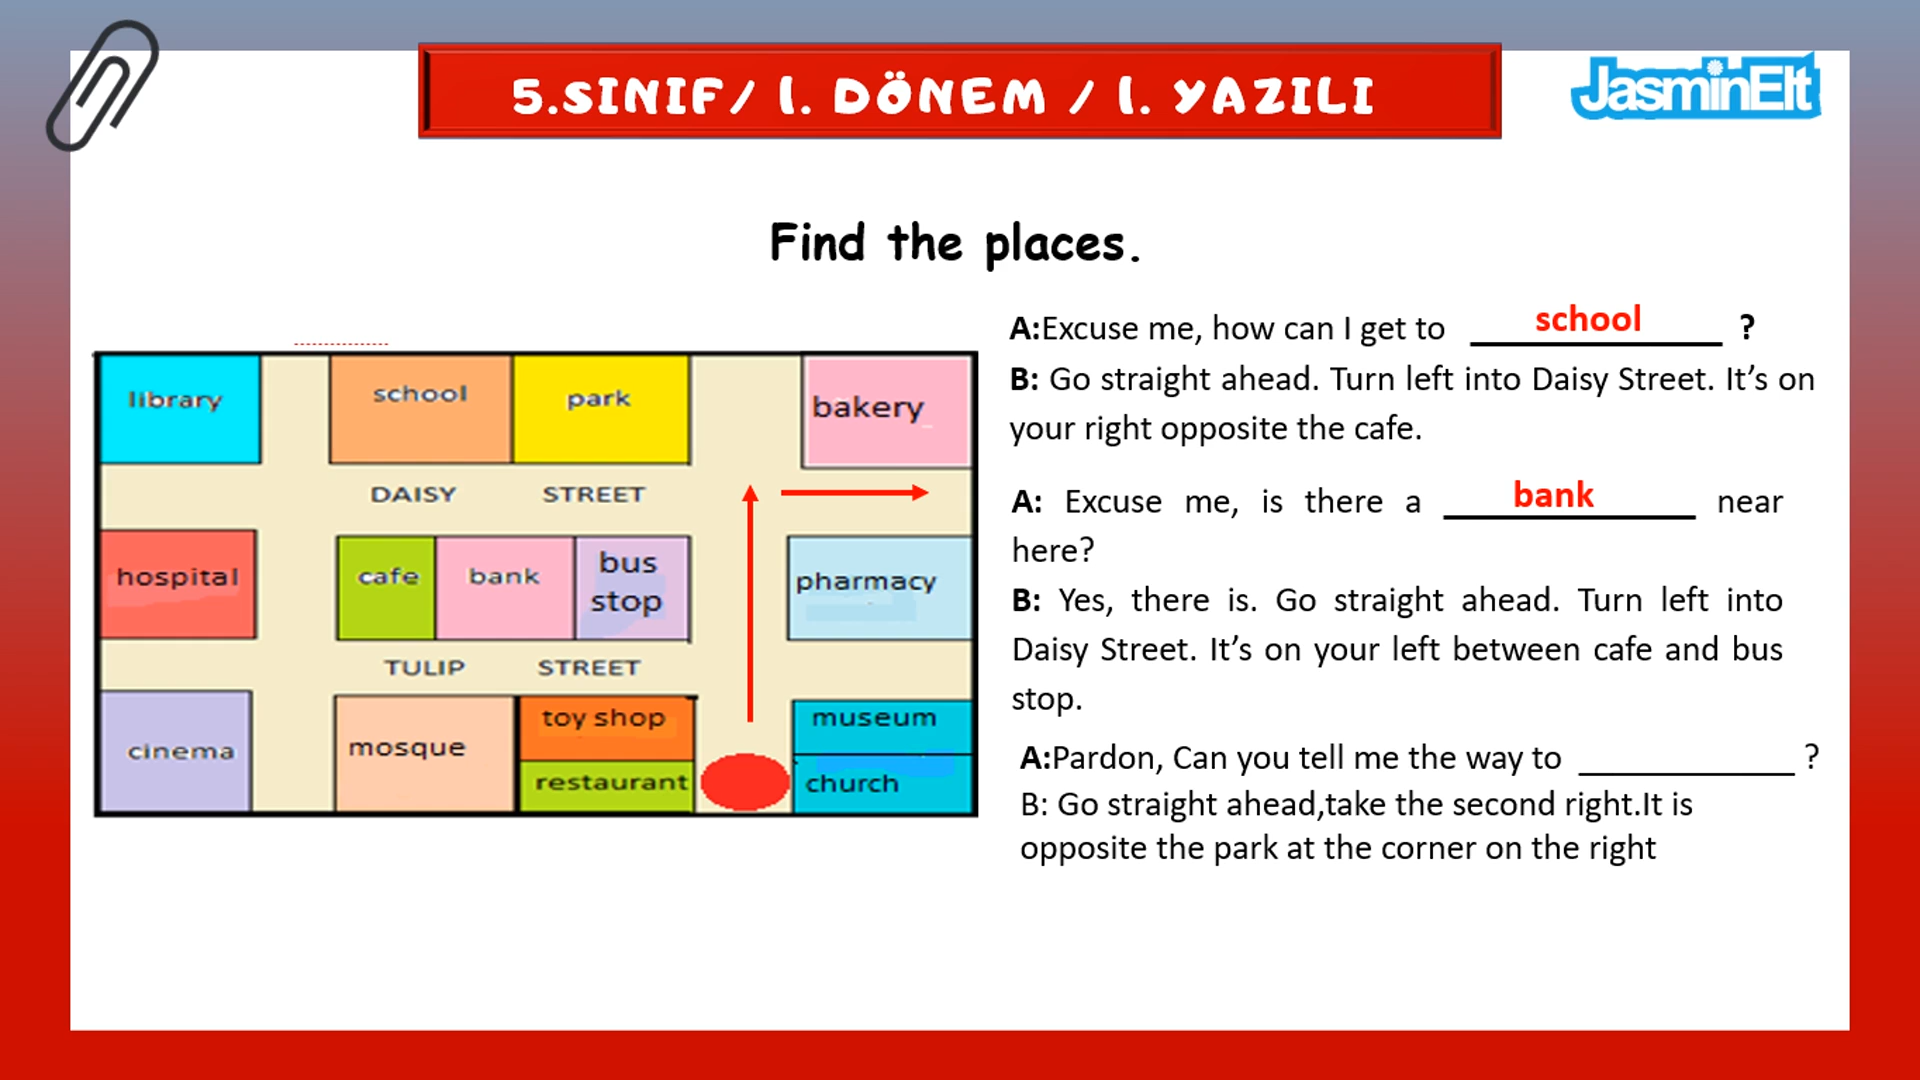 5.SINIF/ 1. DÖNEM / 1. YAZILI
JasminElt
Find the places.
library
school
park
bakery
DAISY STREET
hospital
cafe
bank
bus
stop
pharmacy
TULIP STREET
cinema
mosque
toy shop
restaurant
museum
church
A:Excuse me, how can I get to school ?
B: Go straight ahead. Turn left into Daisy Street. It’s on
your right opposite the cafe.
A: Excuse me, is there a bank near
here?
B: Yes, there is. Go straight ahead. Turn left into
Daisy Street. It’s on your left between cafe and bus
stop.
A:Pardon, Can you tell me the way to ____________ ?
B: Go straight ahead,take the second right.It is
opposite the park at the corner on the right